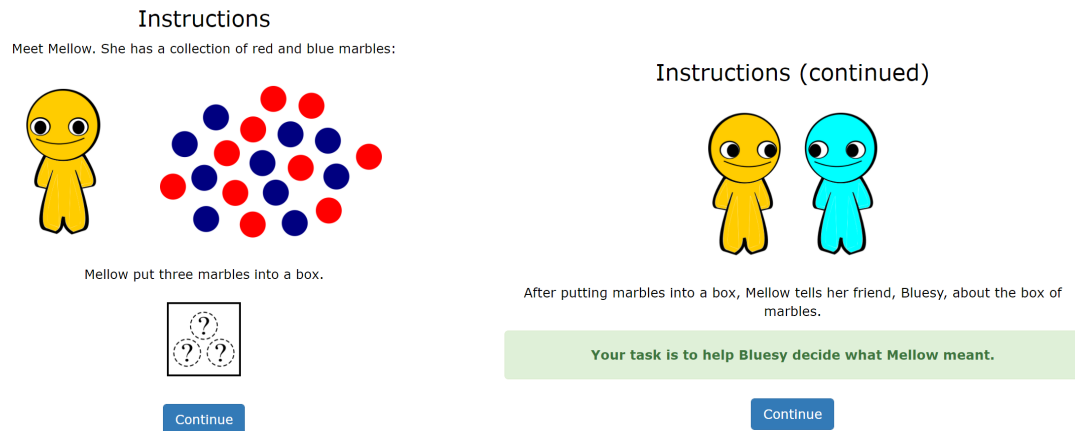 Instructions
Meet Mellow. She has a collection of red and blue marbles:
Mellow put three marbles into a box.
?
? ?
Continue
Instructions (continued)
After putting marbles into a box, Mellow tells her friend, Bluesy, about the box of
marbles.
Your task is to help Bluesy decide what Mellow meant.
Continue